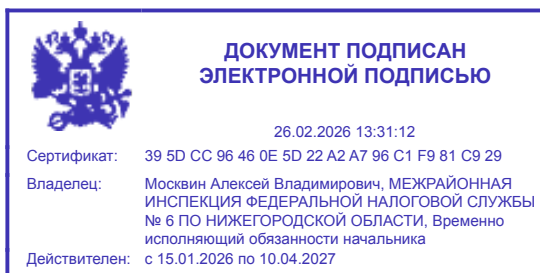 ДОКУМЕНТ ПОДПИСАН
ЭЛЕКТРОННОЙ ПОДПИСЬЮ
26.02.2026 13:31:12
Сертификат: 39 5D CC 96 46 0E 5D 22 A2 A7 96 C1 F9 81 C9 29
Владелец: Москвин Алексей Владимирович, МЕЖРАЙОННАЯ
ИНСПЕКЦИЯ ФЕДЕРАЛЬНОЙ НАЛОГОВОЙ СЛУЖБЫ
№ 6 ПО НИЖЕГОРОДСКОЙ ОБЛАСТИ, Временно
исполняющий обязанности начальника
Действителен: с 15.01.2026 по 10.04.2027